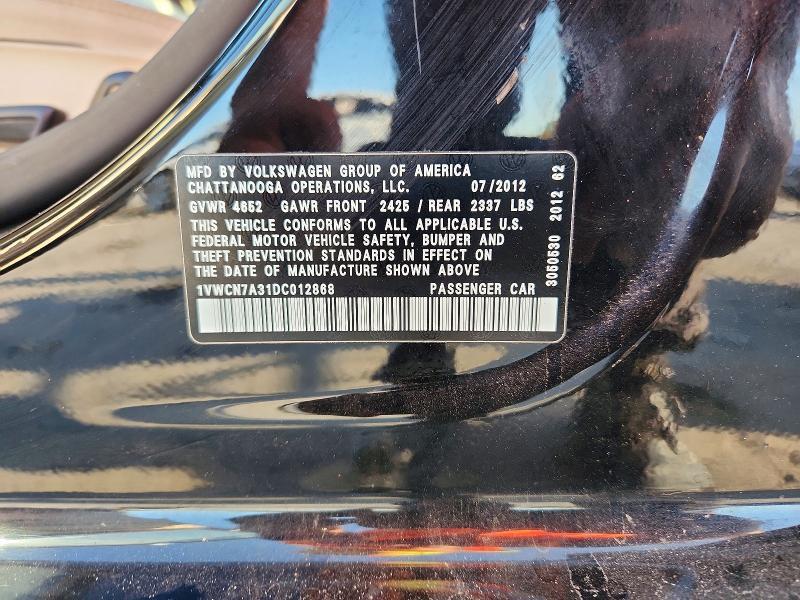 MFD BY VOLKSWAGEN GROUP OF AMERICA
CHATTANOOGA OPERATIONS, LLC. 07/2012
GVWR 4652 GAWR FRONT 2425 / REAR 2337 LBS
THIS VEHICLE CONFORMS TO ALL APPLICABLE U.S.
FEDERAL MOTOR VEHICLE SAFETY, BUMPER AND
THEFT PREVENTION STANDARDS IN EFFECT ON
THE DATE OF MANUFACTURE SHOWN ABOVE
1VWCN7A31DC012868 PASSENGER CAR
3050530 2012 62